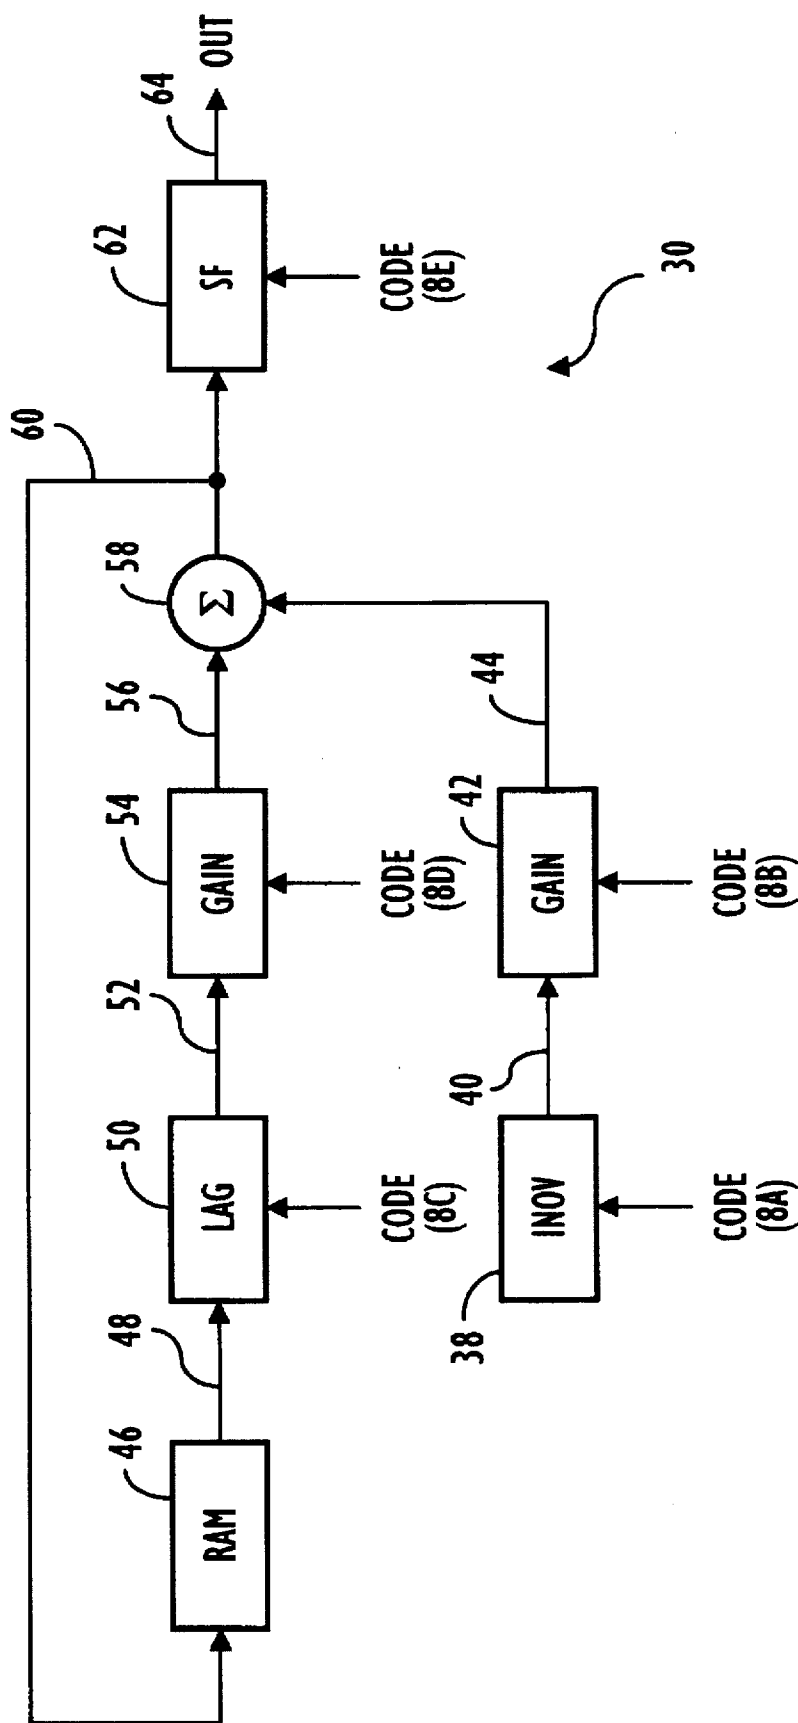 60
46
RAM
48
50
LAG
CODE
(8C)
52
54
GAIN
CODE
(8D)
56
58
Σ
62
SF
CODE
(8E)
64
OUT
38
INOV
CODE
(8A)
40
42
GAIN
CODE
(8B)
44
30